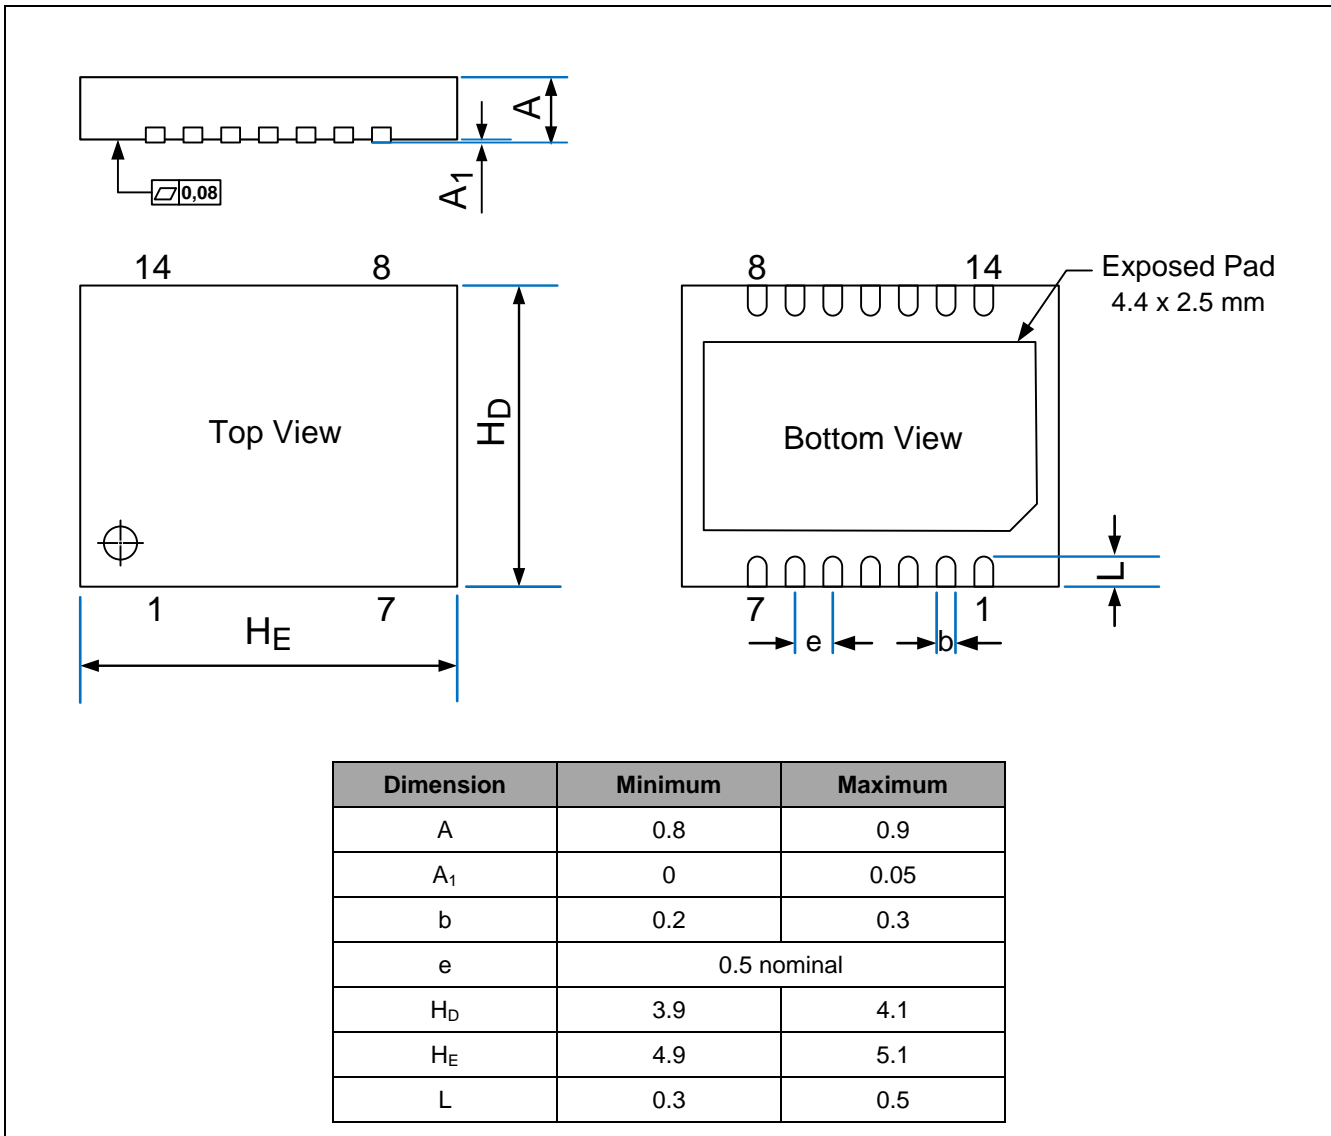 A
A1
0,08
14 8
HD
Top View
1 7
HE
8 14
Exposed Pad
4.4 x 2.5 mm
Bottom View
L
7 1
e b
Dimension Minimum Maximum
A 0.8 0.9
A1 0 0.05
b 0.2 0.3
e 0.5 nominal
HD 3.9 4.1
HE 4.9 5.1
L 0.3 0.5